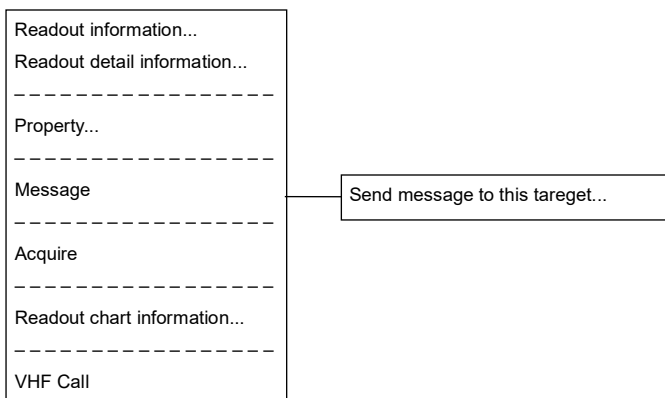 Readout information...
Readout detail information...
Property...
Message
Send message to this tareget...
Acquire
Readout chart information...
VHF Call